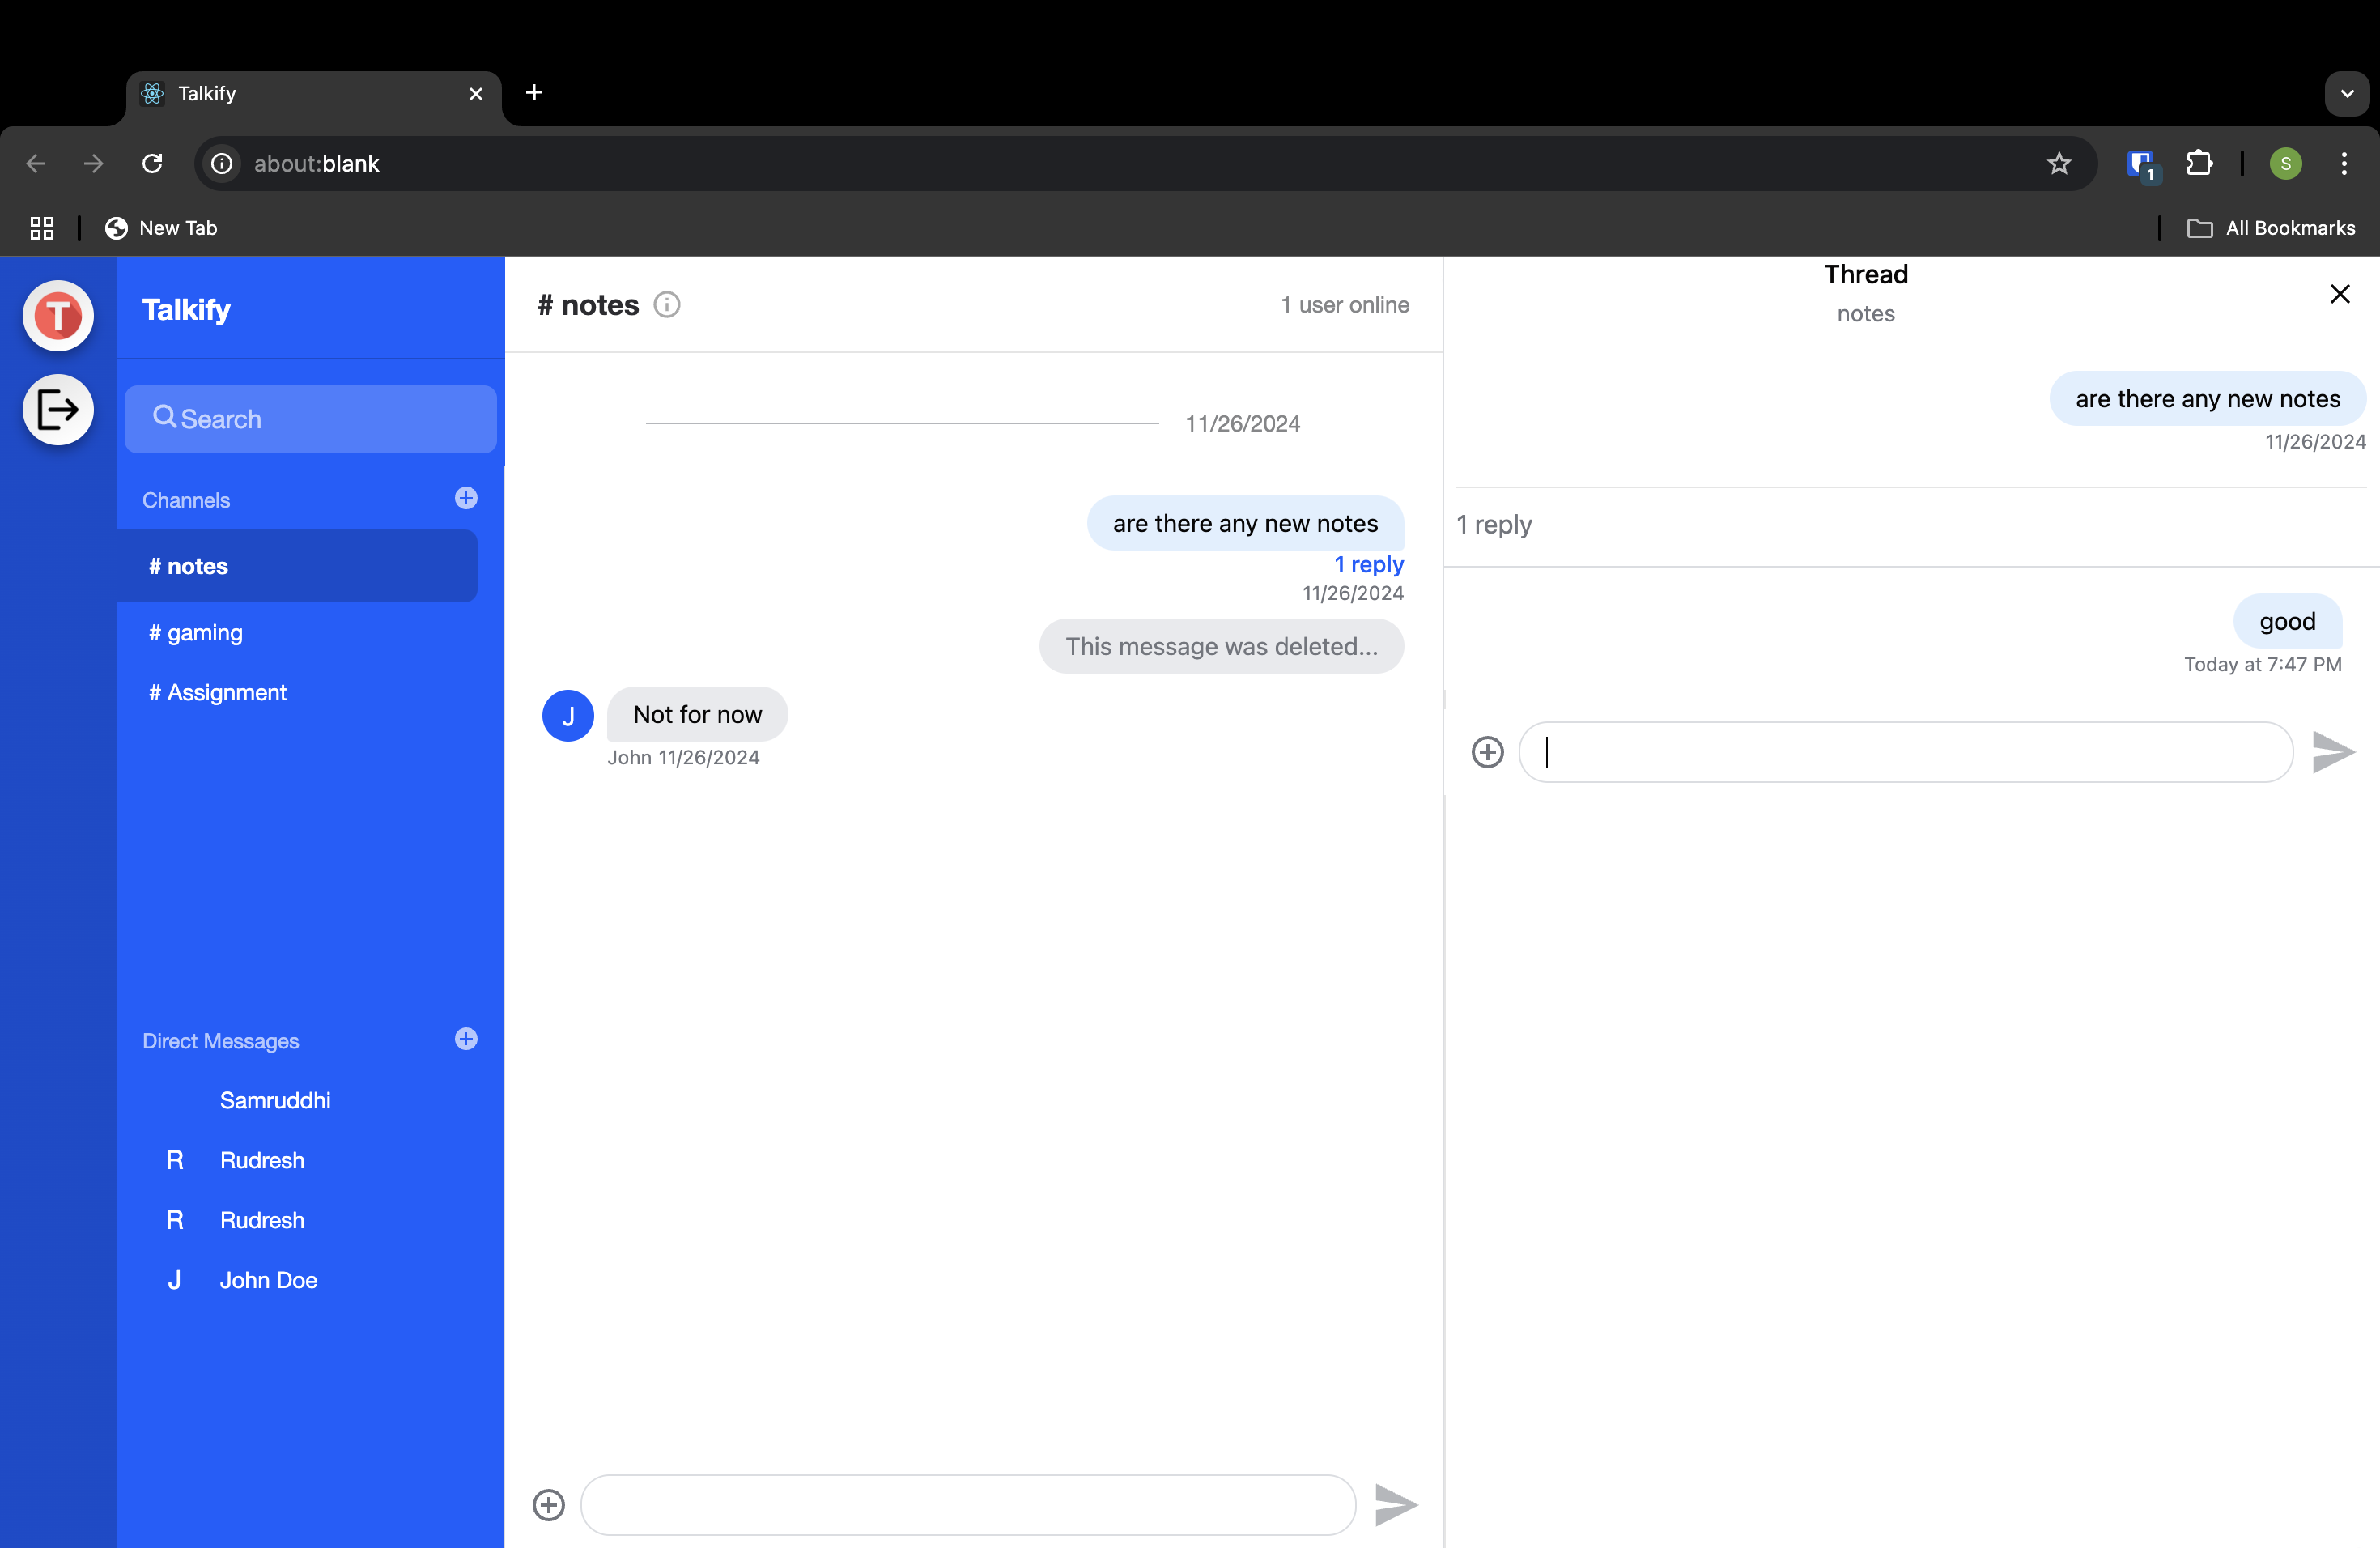 Talkify
about:blank
1
S
New Tab
All Bookmarks
T
Talkify
Search
Channels
# notes
# gaming
# Assignment
Direct Messages
Samruddhi
R Rudresh
R Rudresh
J John Doe
# notes
1 user online
11/26/2024
are there any new notes
1 reply
11/26/2024
This message was deleted...
J
Not for now
John 11/26/2024
Thread
notes
are there any new notes
11/26/2024
1 reply
good
Today at 7:47 PM